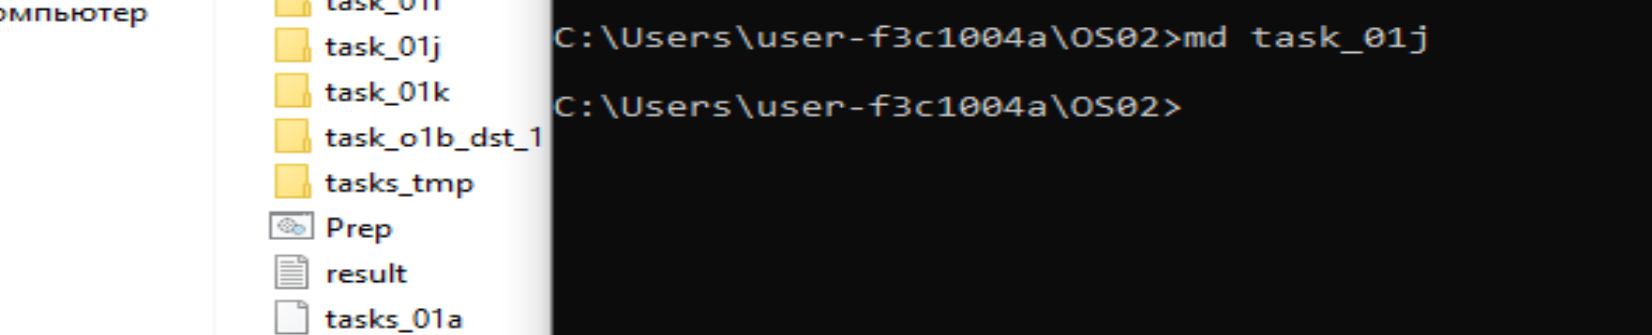 омпьютер
task_01j
task_01k
task_o1b_dst_1
tasks_tmp
Prep
result
tasks_01a
C:\Users\user-f3c1004a\OS02>md task_01j
C:\Users\user-f3c1004a\OS02>